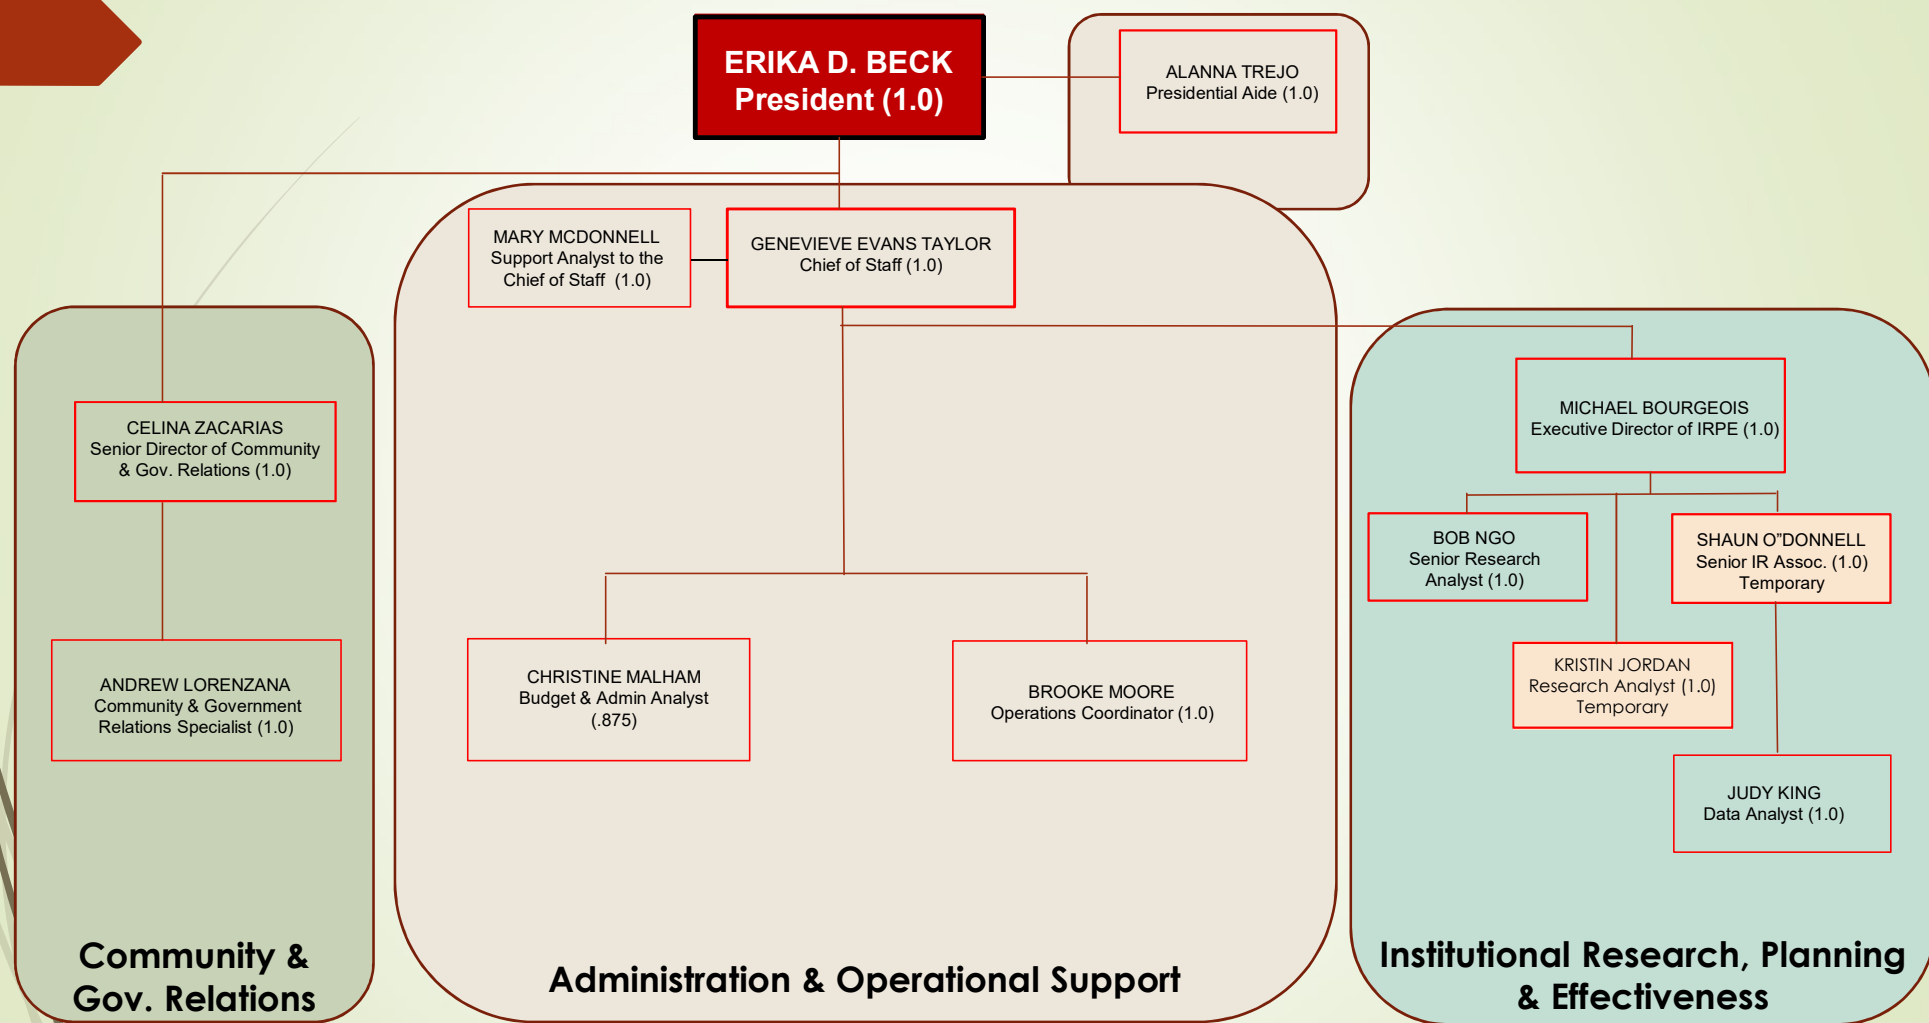 ERIKA D. BECK
President (1.0)
ALANNA TREJO
Presidential Aide (1.0)
MARY MCDONNELL
Support Analyst to the
Chief of Staff (1.0)
GENEVIEVE EVANS TAYLOR
Chief of Staff (1.0)
CELINA ZACARIAS
Senior Director of Community
& Gov. Relations (1.0)
MICHAEL BOURGEOIS
Executive Director of IRPE (1.0)
BOB NGO
Senior Research
Analyst (1.0)
SHAUN O”DONNELL
Senior IR Assoc. (1.0)
Temporary
ANDREW LORENZANA
Community & Government
Relations Specialist (1.0)
CHRISTINE MALHAM
Budget & Admin Analyst
(.875)
BROOKE MOORE
Operations Coordinator (1.0)
KRISTIN JORDAN
Research Analyst (1.0)
Temporary
JUDY KING
Data Analyst (1.0)
Community &
Gov. Relations
Administration & Operational Support
Institutional Research, Planning
& Effectiveness